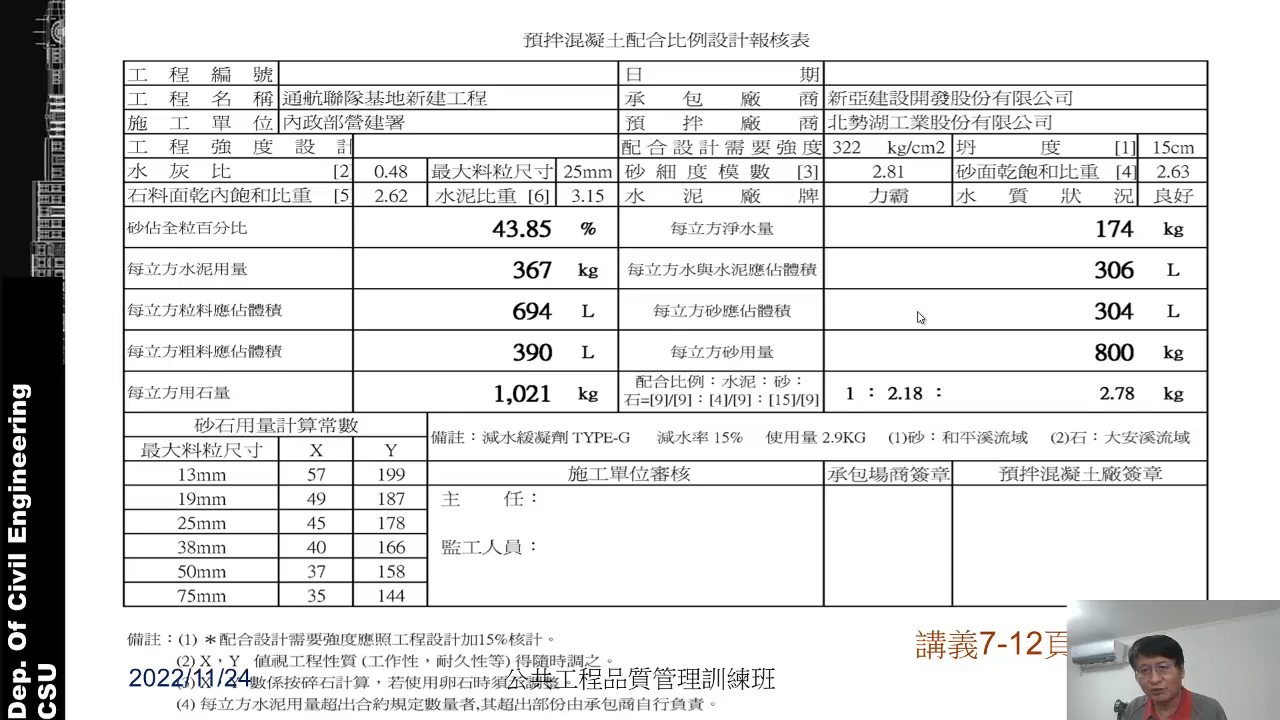 預拌混凝土配合比例設計報核表
工程編號 日期
工程名稱 通航聯隊基地新建工程 承包廠商 新亞建設開發股份有限公司
施工單位 內政部營建署 預拌廠商 北勢湖工業股份有限公司
工程強度設計 配合設計需要強度 322 kg/cm2 坍度 [1] 15cm
水灰比 [2] 0.48 最大料粒尺寸 25mm 砂細度模數 [3] 2.81 砂面乾飽和比重 [4] 2.63
石料面乾內飽和比重 [5] 2.62 水泥比重 [6] 3.15 水泥廠牌 力霸 水質狀況 良好
砂佔全粒百分比 43.85 % 每立方淨水量 174 kg
每立方水泥用量 367 kg 每立方水與水泥應佔體積 306 L
每立方粒料應佔體積 694 L 每立方砂應佔體積 304 L
每立方粗料應佔體積 390 L 每立方砂用量 800 kg
每立方用石量 1,021 kg 配合比例：水泥：砂：
石=[9]/[9]：[4]/[9]：[15]/[9] 1 : 2.18 : 2.78
砂石用量計算常數
備註：減水緩凝劑 TYPE-G 減水率 15% 使用量 2.9KG (1)砂：和平溪流域 (2)石：大安溪流域
最大料粒尺寸 X Y
13mm 57 199
19mm 49 187
25mm 45 178
38mm 40 166
50mm 37 158
75mm 35 144
施工單位審核 承包場商簽章 預拌混凝土廠簽章
主任：
監工人員：
備註：(1) ＊配合設計需要強度應照工程設計加15%核計。
(2) X，Y 值視工程性質 (工作性，耐久性等) 得隨時調之。
數係按碎石計算，若使用卵石時須
(4) 每立方水泥用量超出合約規定數量者,其超出部份由承包商自行負責。
講義7-12頁
2022/11/24
公共工程品質管理訓練班
Dep. Of Civil Engineering
CSU